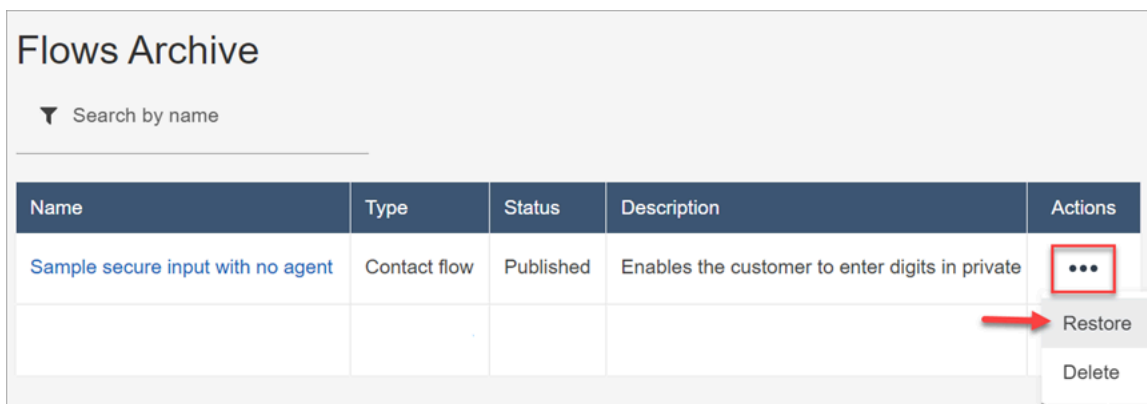 Flows Archive
Search by name
Name Type Status Description Actions
Sample secure input with no agent Contact flow Published Enables the customer to enter digits in private
Restore
Delete